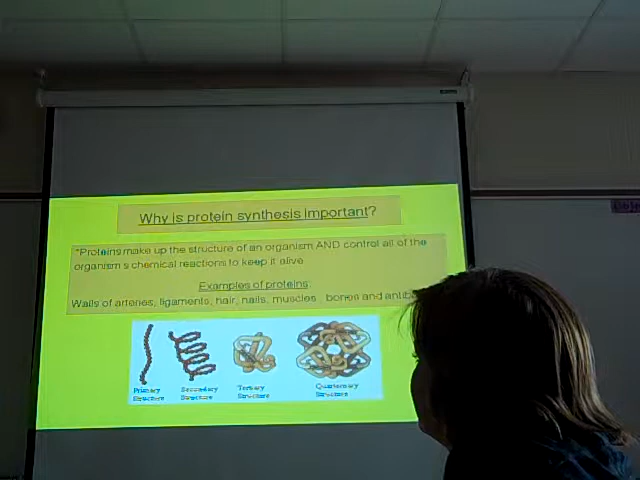 Why is protein synthesis important?
*Proteins make up the structure of an organism AND control all of the
organism's chemical reactions to keep it alive
Examples of proteins:
Walls of arteries, ligaments, hair, nails, muscles, bones and
Primary Secondary Tertiary Quaternary
Structure Structure Structure Structure